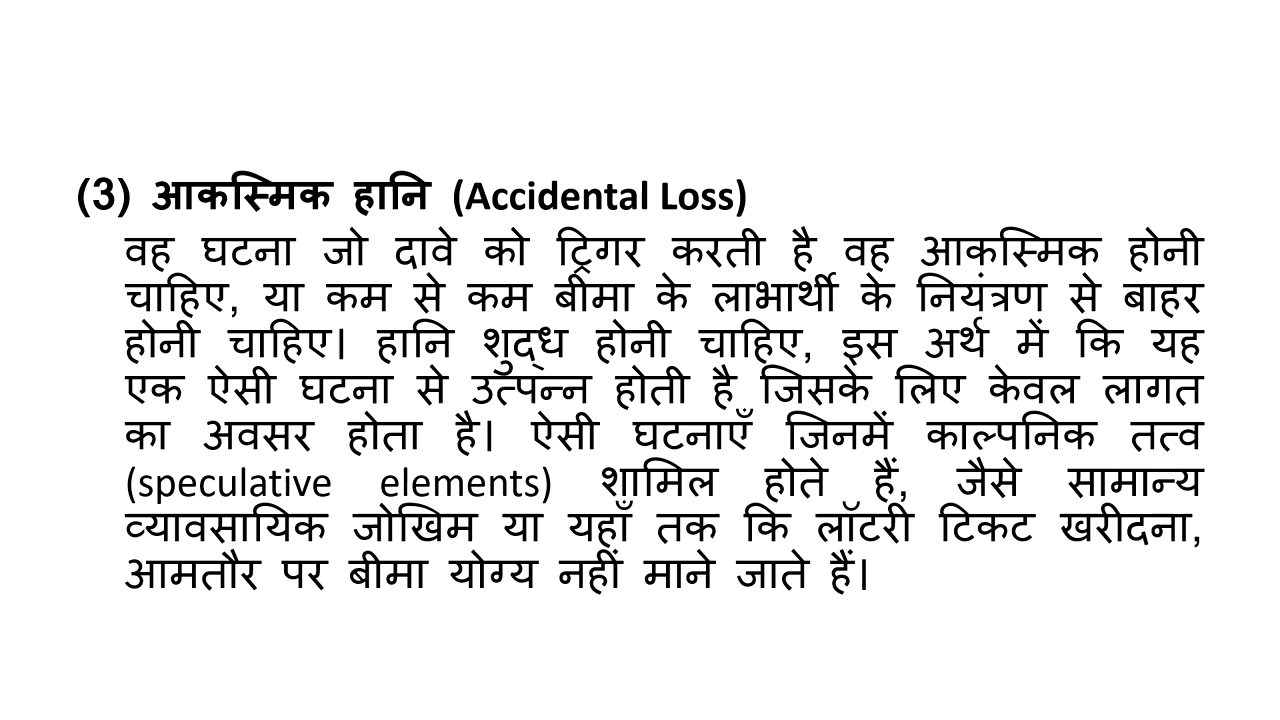 (3) आकस्मिक हानि (Accidental Loss)
वह घटना जो दावे को ट्रिगर करती है वह आकस्मिक होनी
चाहिए, या कम से कम बीमा के लाभार्थी के नियंत्रण से बाहर
होनी चाहिए। हानि शुद्ध होनी चाहिए, इस अर्थ में कि यह
एक ऐसी घटना से उत्पन्न होती है जिसके लिए केवल लागत
का अवसर होता है। ऐसी घटनाएँ जिनमें काल्पनिक तत्व
(speculative elements) शामिल होते हैं, जैसे सामान्य
व्यावसायिक जोखिम या यहाँ तक कि लॉटरी टिकट खरीदना,
आमतौर पर बीमा योग्य नहीं माने जाते हैं।